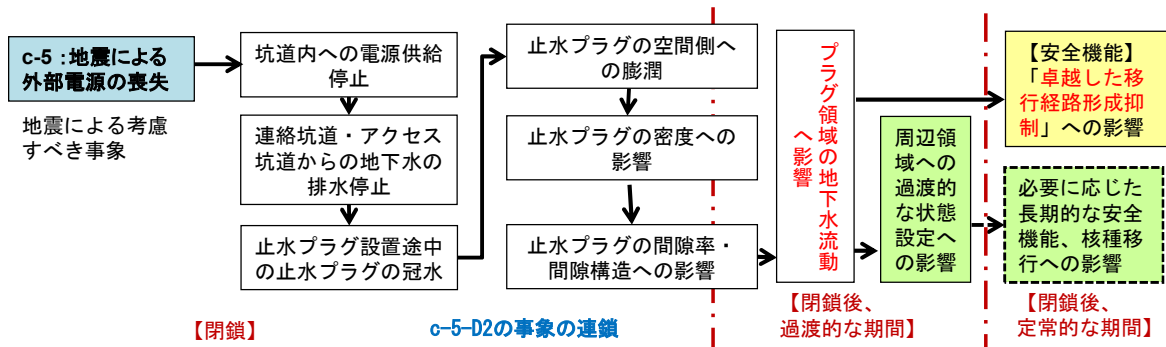 c-5：地震による
外部電源の喪失
地震による考慮
すべき事象
坑道内への電源供給
停止
連絡坑道・アクセス
坑道からの地下水の
排水停止
止水プラグ設置途中
の止水プラグの冠水
止水プラグの空間側へ
の膨潤
止水プラグの密度への
影響
止水プラグの間隙率・
間隙構造への影響
プラグ領域の地下水流動
へ影響
周辺領
域への
過渡的
な状態
設定へ
の影響
【安全機能】
「卓越した移
行経路形成抑
制」への影響
必要に応じた
長期的な安全
機能、核種移
行への影響
【閉鎖】
c-5-D2の事象の連鎖
【閉鎖後、
過渡的な期間】
【閉鎖後、
定常的な期間】